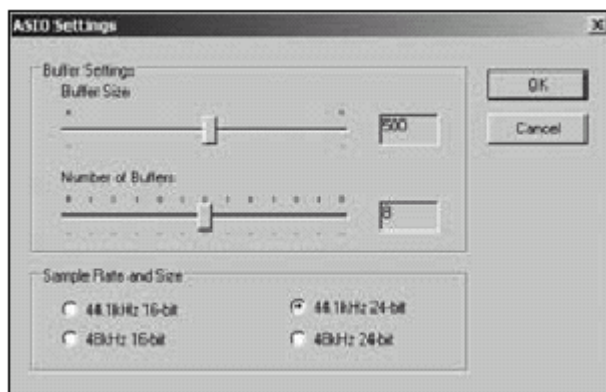 ASIO Settings
Buffer Settings
Buffer Size
500
Number of Buffers
8
OK
Cancel
Sample Rate and Size
44.1kHz 16-bit
44.1kHz 24-bit
48kHz 16-bit
48kHz 24-bit